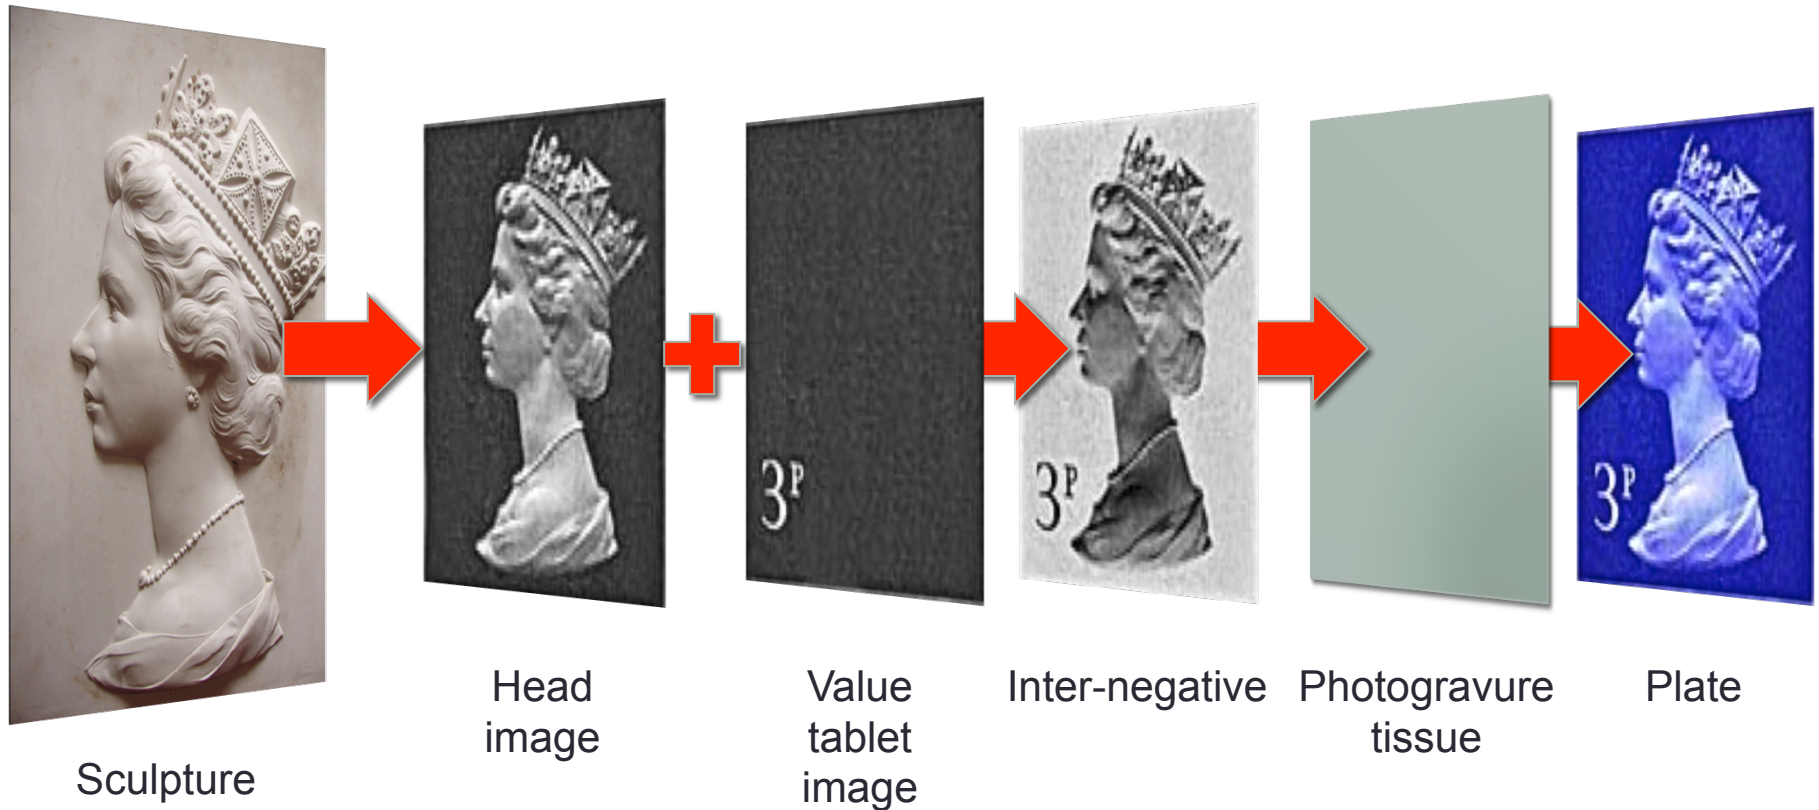 3P
3P
3P
Sculpture
Head
image
Value
tablet
image
Inter-negative
Photogravure
tissue
Plate